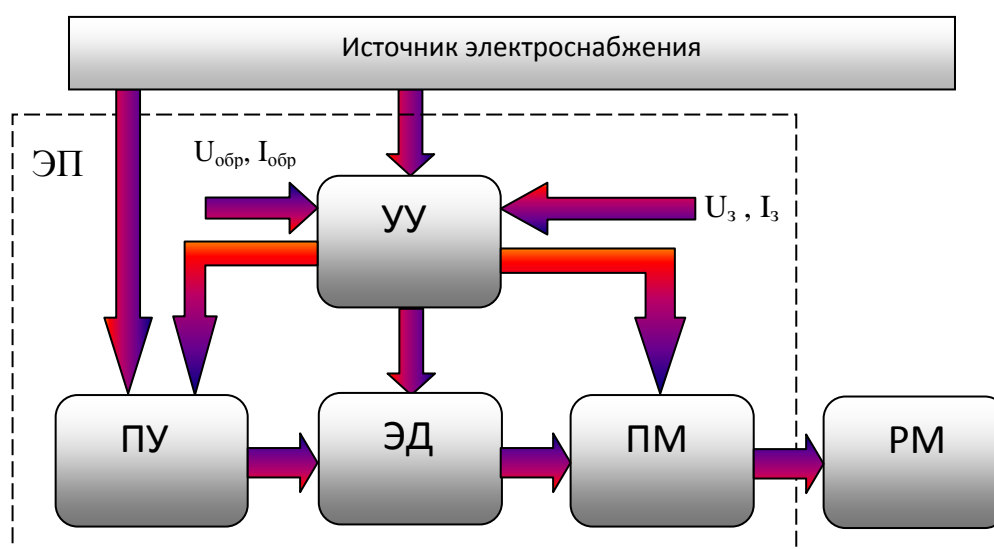 Источник электроснабжения
ЭП
Uобр, Iобр
УУ
Uз , Iз
ПУ
ЭД
ПМ
РМ